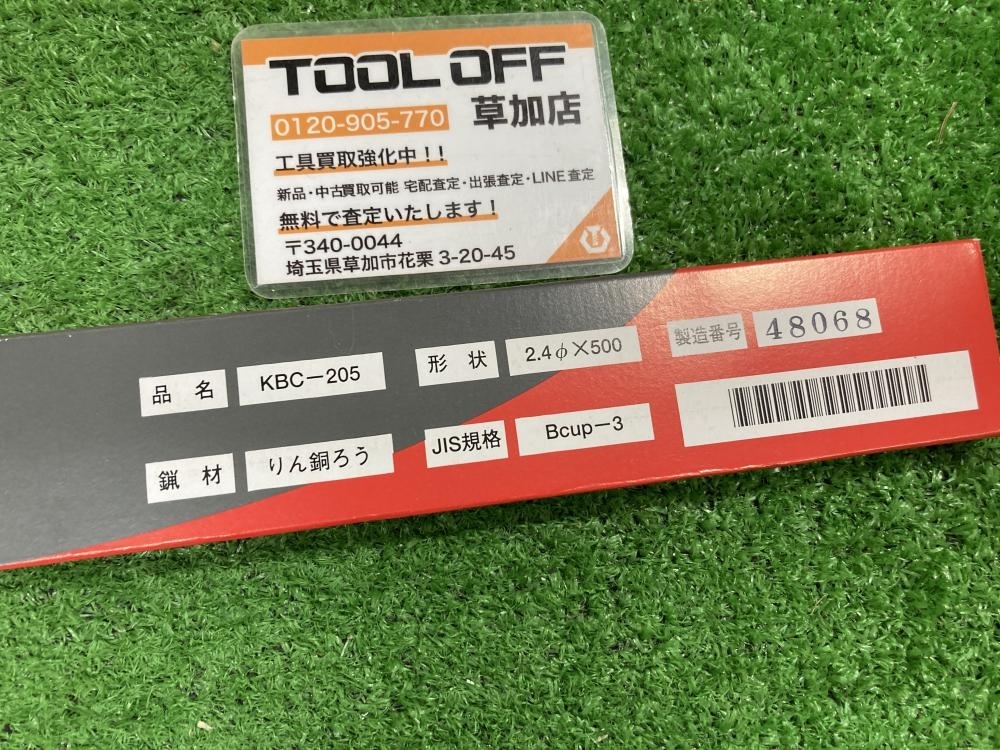 TOOL OFF
0120-905-770 草加店
工具買取強化中!!
新品・中古買取可能 宅配査定・出張査定・LINE査定
無料で査定いたします!
〒340-0044
埼玉県草加市花栗 3-20-45
品 名 KBC-205 形 状 2.4φ×500 製造番号 48068
鑞 材 りん銅ろう JIS規格 Bcup-3